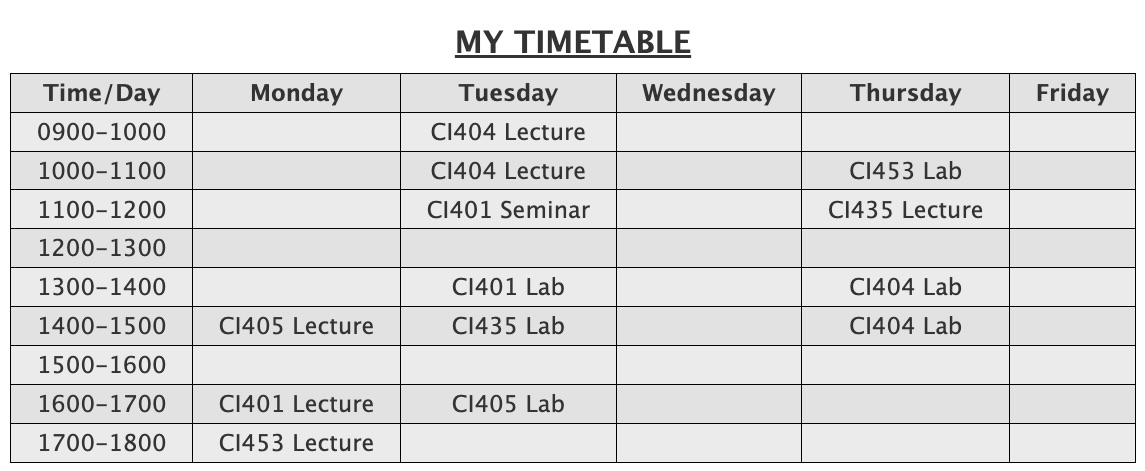 MY TIMETABLE
Time/Day Monday Tuesday Wednesday Thursday Friday
0900-1000 CI404 Lecture
1000-1100 CI404 Lecture CI453 Lab
1100-1200 CI401 Seminar CI435 Lecture
1200-1300
1300-1400 CI401 Lab CI404 Lab
1400-1500 CI405 Lecture CI435 Lab CI404 Lab
1500-1600
1600-1700 CI401 Lecture CI405 Lab
1700-1800 CI453 Lecture